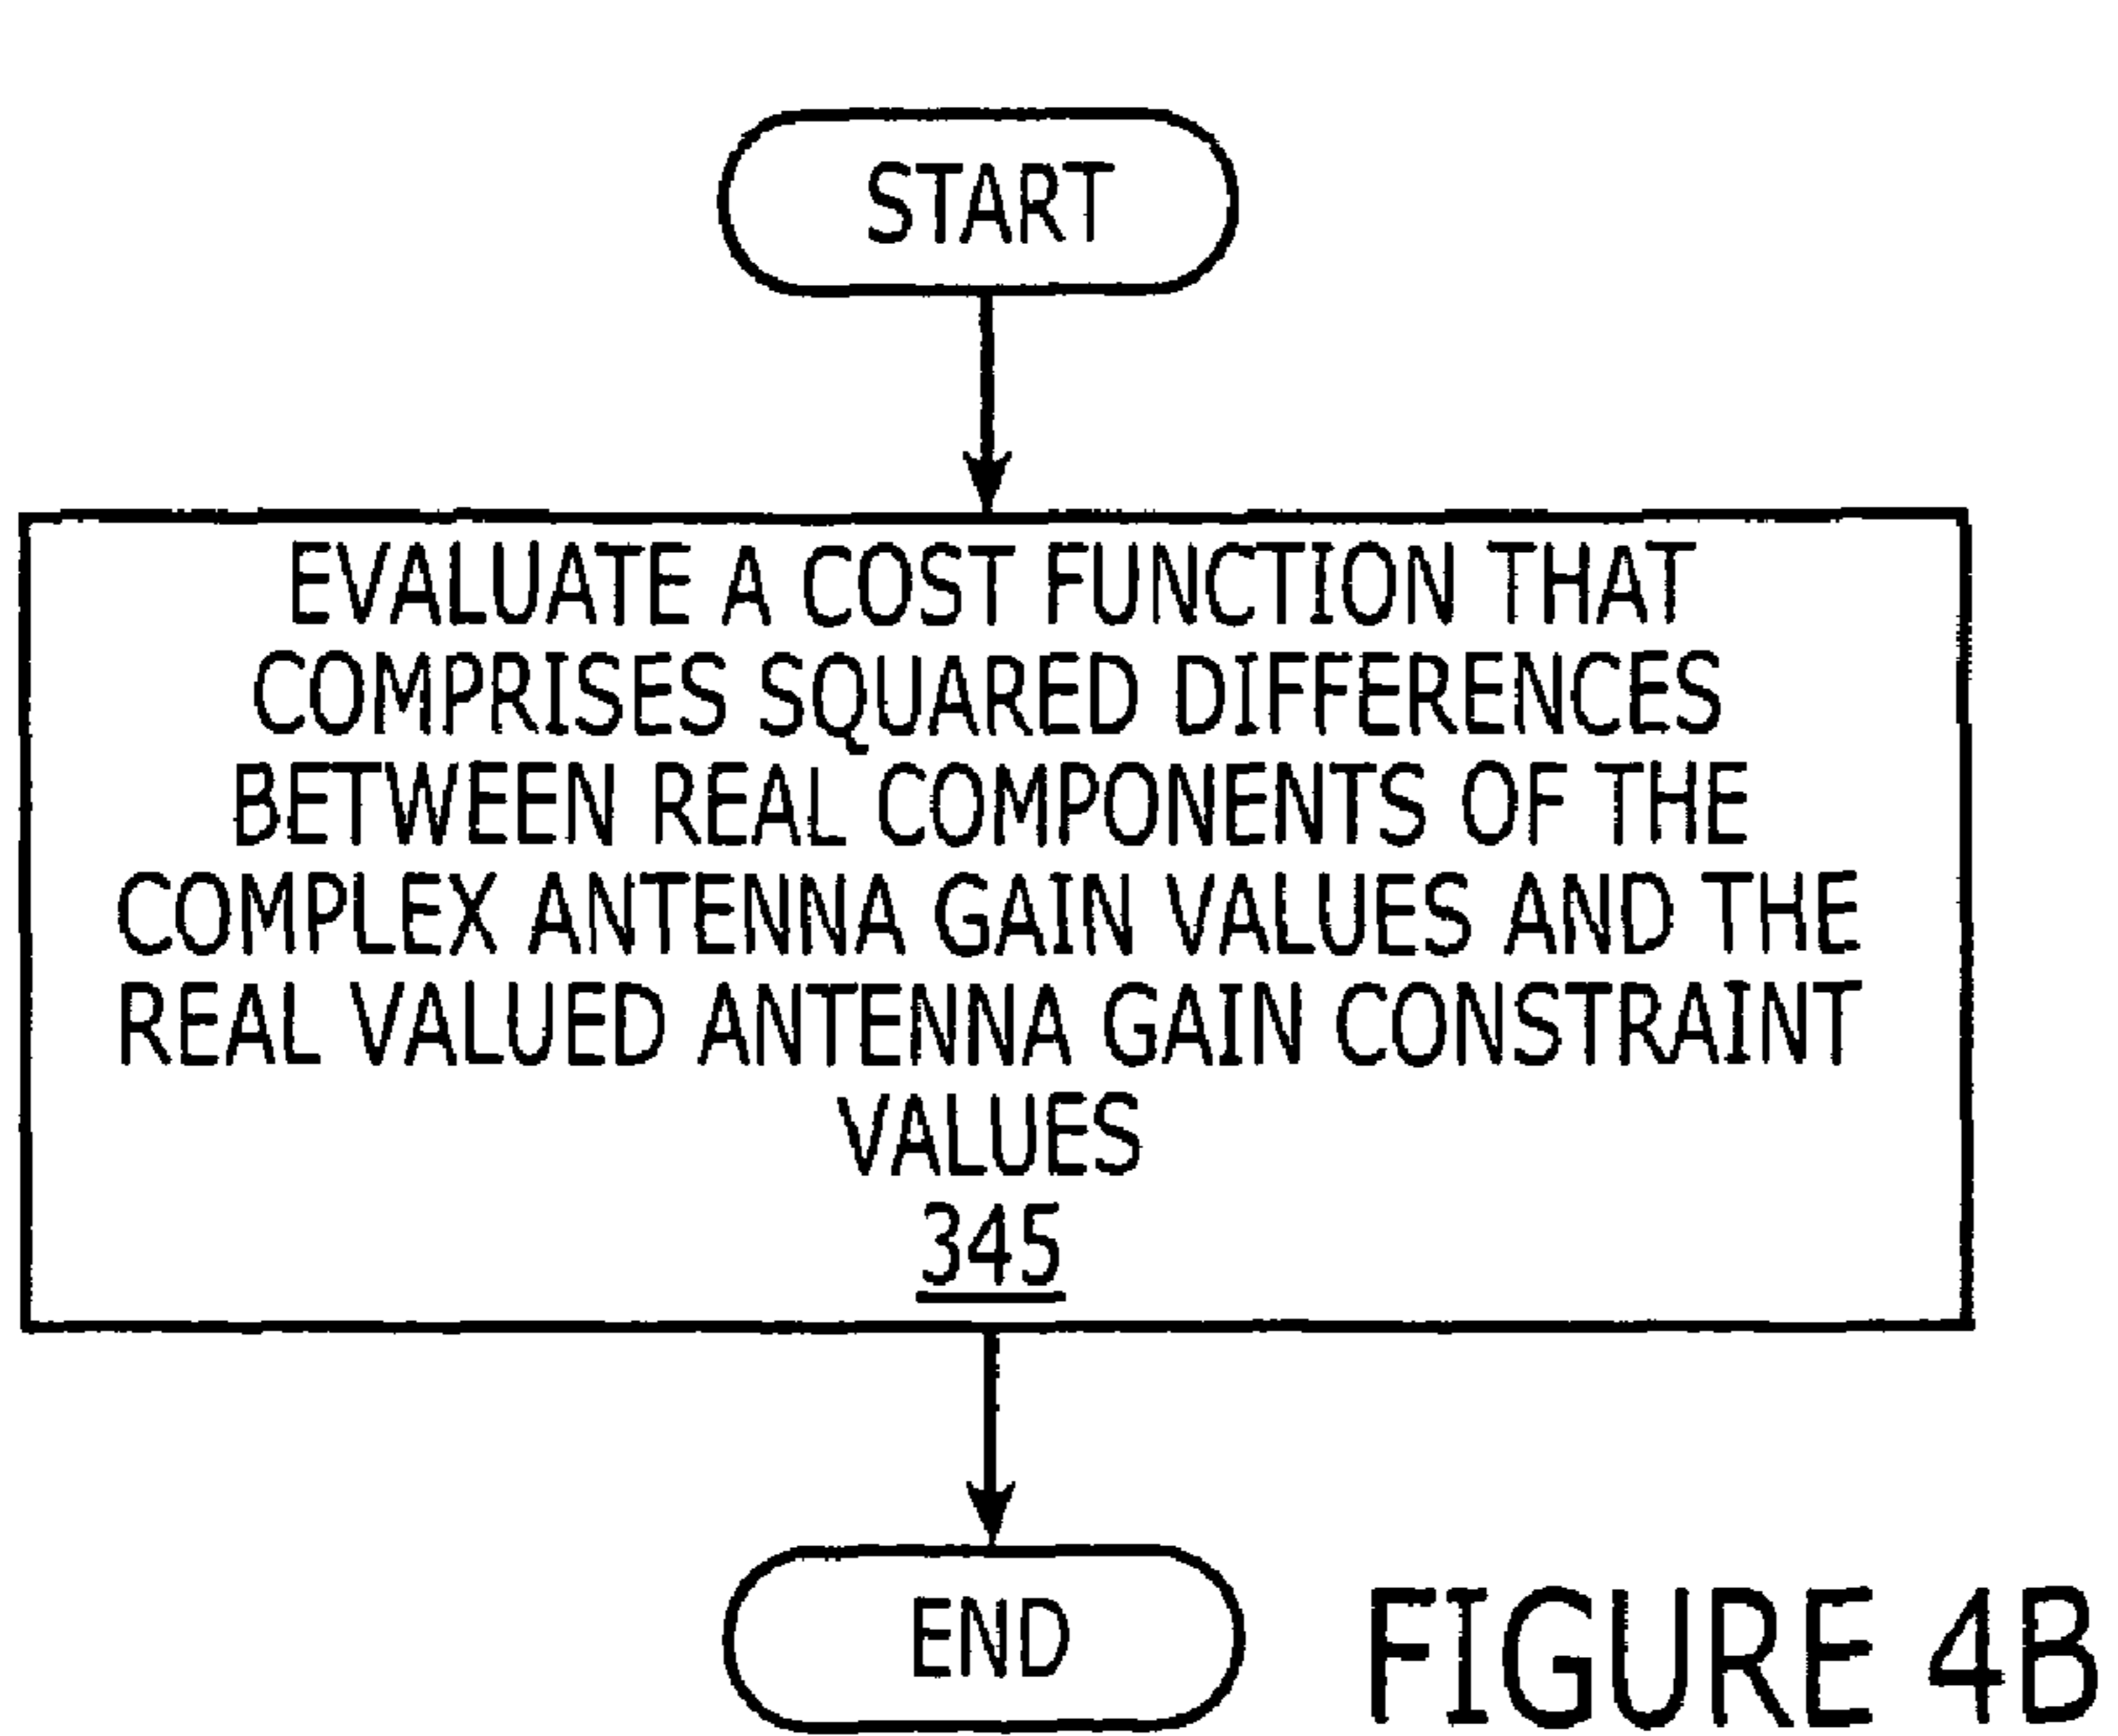 START
EVALUATE A COST FUNCTION THAT
COMPRISES SQUARED DIFFERENCES
BETWEEN REAL COMPONENTS OF THE
COMPLEX ANTENNA GAIN VALUES AND THE
REAL VALUED ANTENNA GAIN CONSTRAINT
VALUES
345
END
FIGURE 4B